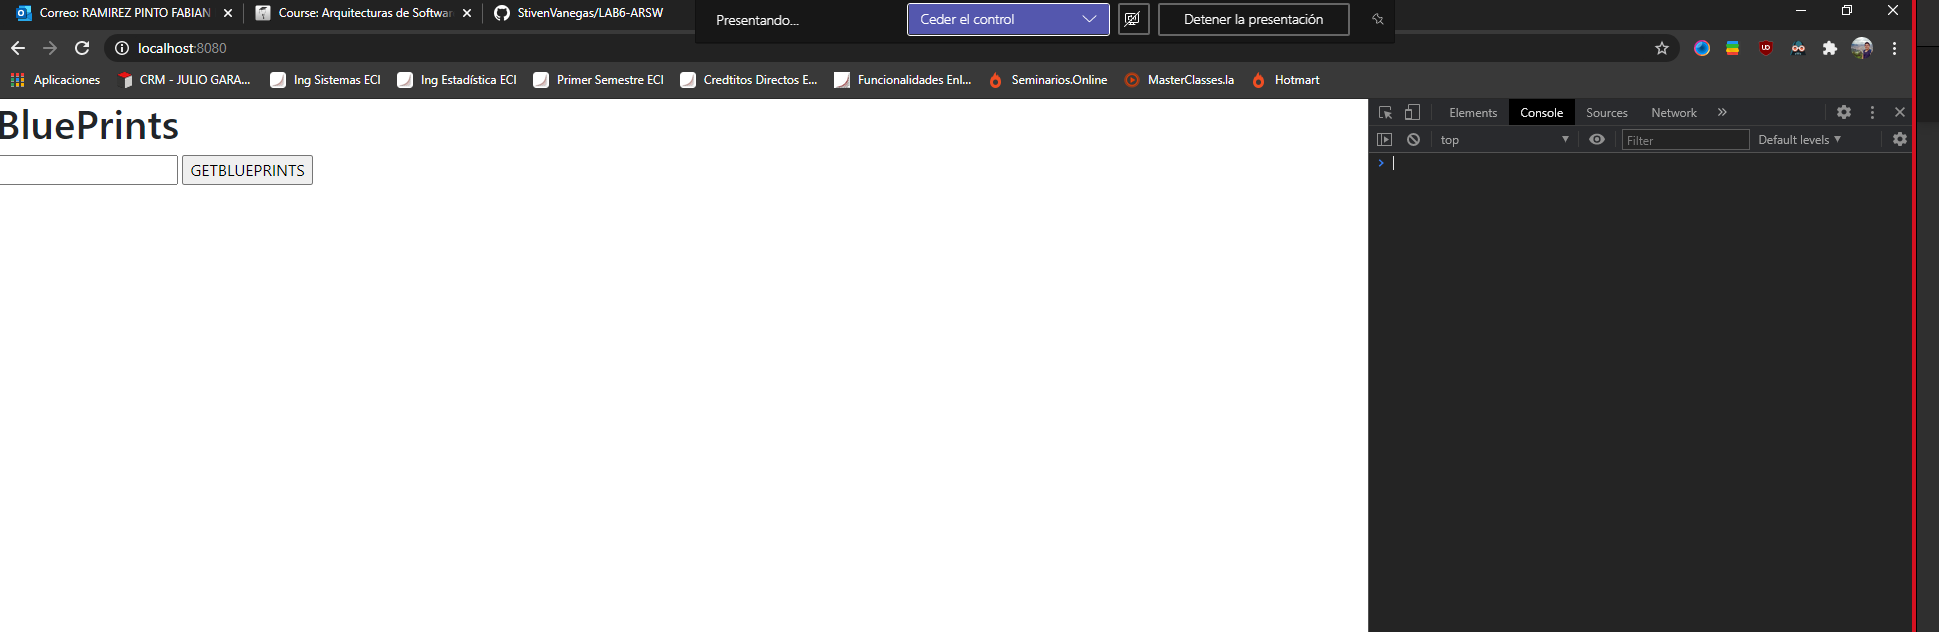 Correo: RAMIREZ PINTO FABIAN
Course: Arquitecturas de Software
StivenVanegas/LAB6-ARSW
Presentando...
Ceder el control
Detener la presentación
localhost:8080
Aplicaciones
CRM - JULIO GARA...
Ing Sistemas ECI
Ing Estadística ECI
Primer Semestre ECI
Credtitos Directos E...
Funcionalidades Enl...
Seminarios.Online
MasterClasses.la
Hotmart
BluePrints
GETBLUEPRINTS
Elements
Console
Sources
Network
top
Filter
Default levels